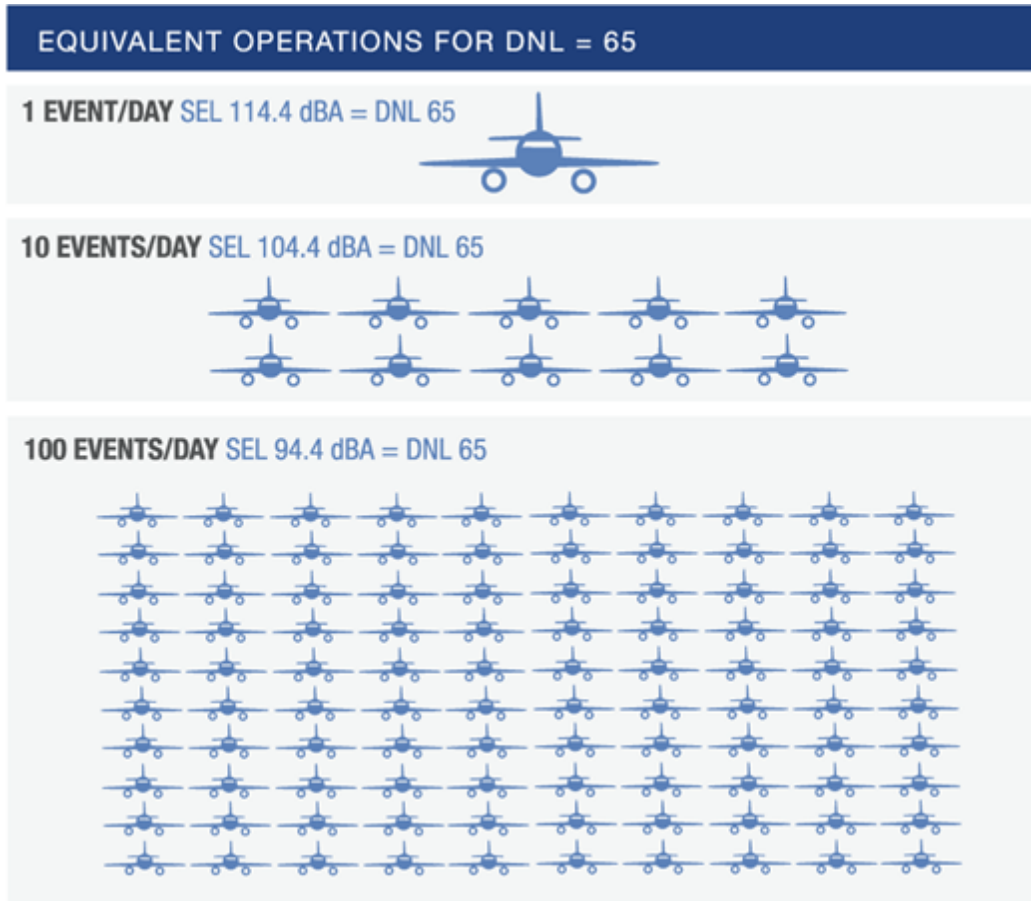 EQUIVALENT OPERATIONS FOR DNL = 65
1 EVENT/DAY SEL 114.4 dBA = DNL 65
10 EVENTS/DAY SEL 104.4 dBA = DNL 65
100 EVENTS/DAY SEL 94.4 dBA = DNL 65